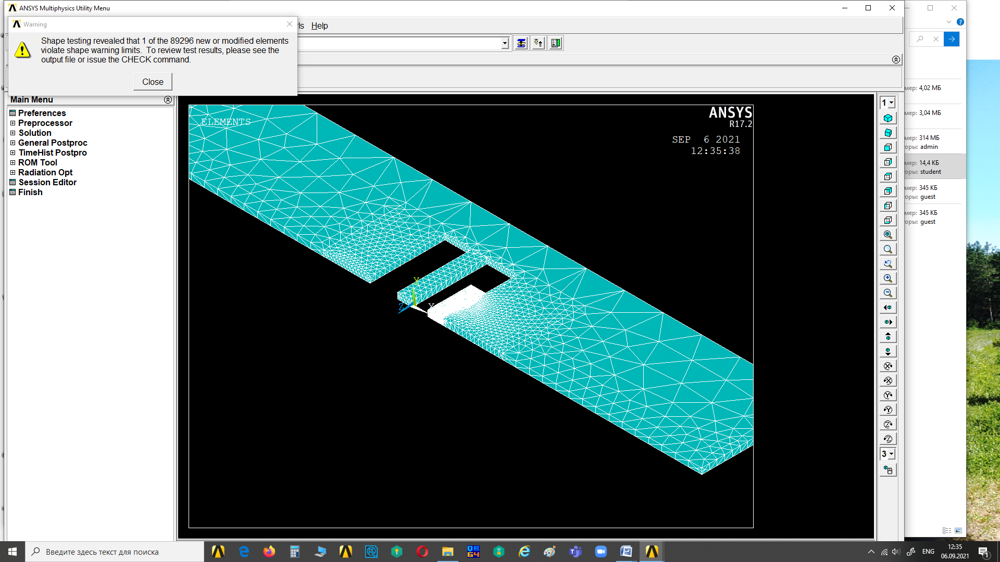 ANSYS Multiphysics Utility Menu
Warning
Help
Shape testing revealed that 1 of the 89296 new or modified elements
violate shape warning limits. To review test results, please see the
output file or issue the CHECK command.
Close
Main Menu
Preferences
Preprocessor
Solution
General Postproc
TimeHist Postpro
ROM Tool
Radiation Opt
Session Editor
Finish
ELEMENTS
ANSYS
R17.2
SEP 6 2021
12:35:38
Y
X
Z
1
3
мер: 4,02 МБ
мер: 3,04 МБ
мер: 314 МБ
оры: admin
мер: 14,4 КБ
оры: student
мер: 345 КБ
оры: guest
мер: 345 КБ
оры: guest
Введите здесь текст для поиска
ENG
12:35
06.09.2021